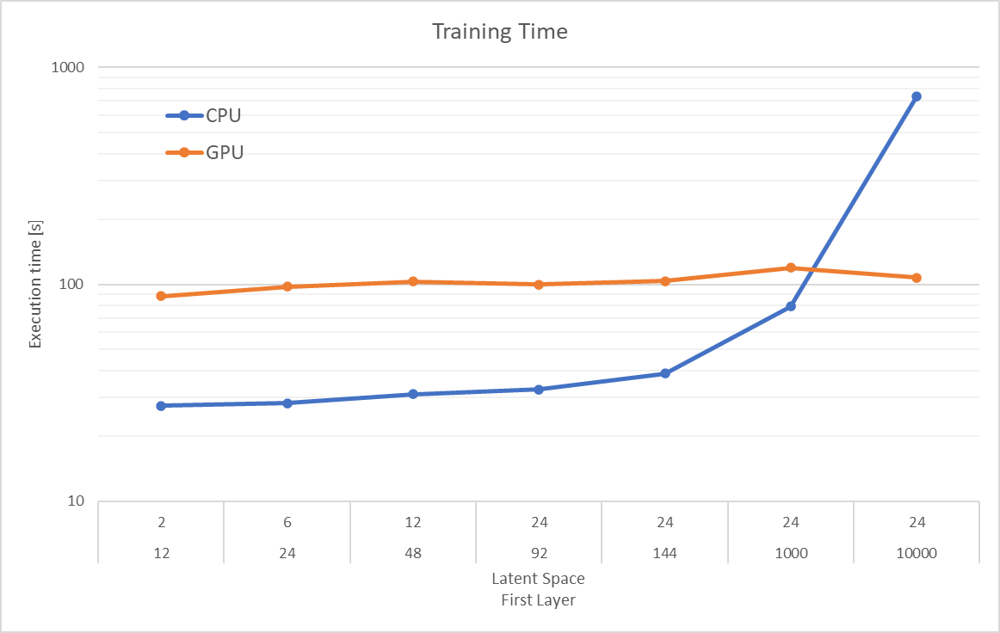 Training Time
1000
CPU
GPU
Execution time [s]
100
10
2 6 12 24 24 24 24
12 24 48 92 144 1000 10000
Latent Space
First Layer